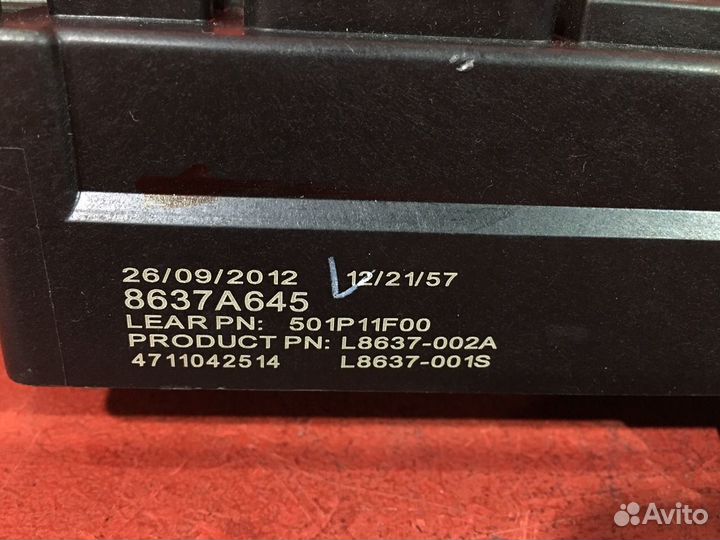 26/09/2012 12/21/57
8637A645
LEAR PN: 501P11F00
PRODUCT PN: L8637-002A
4711042514 L8637-001S
Avito